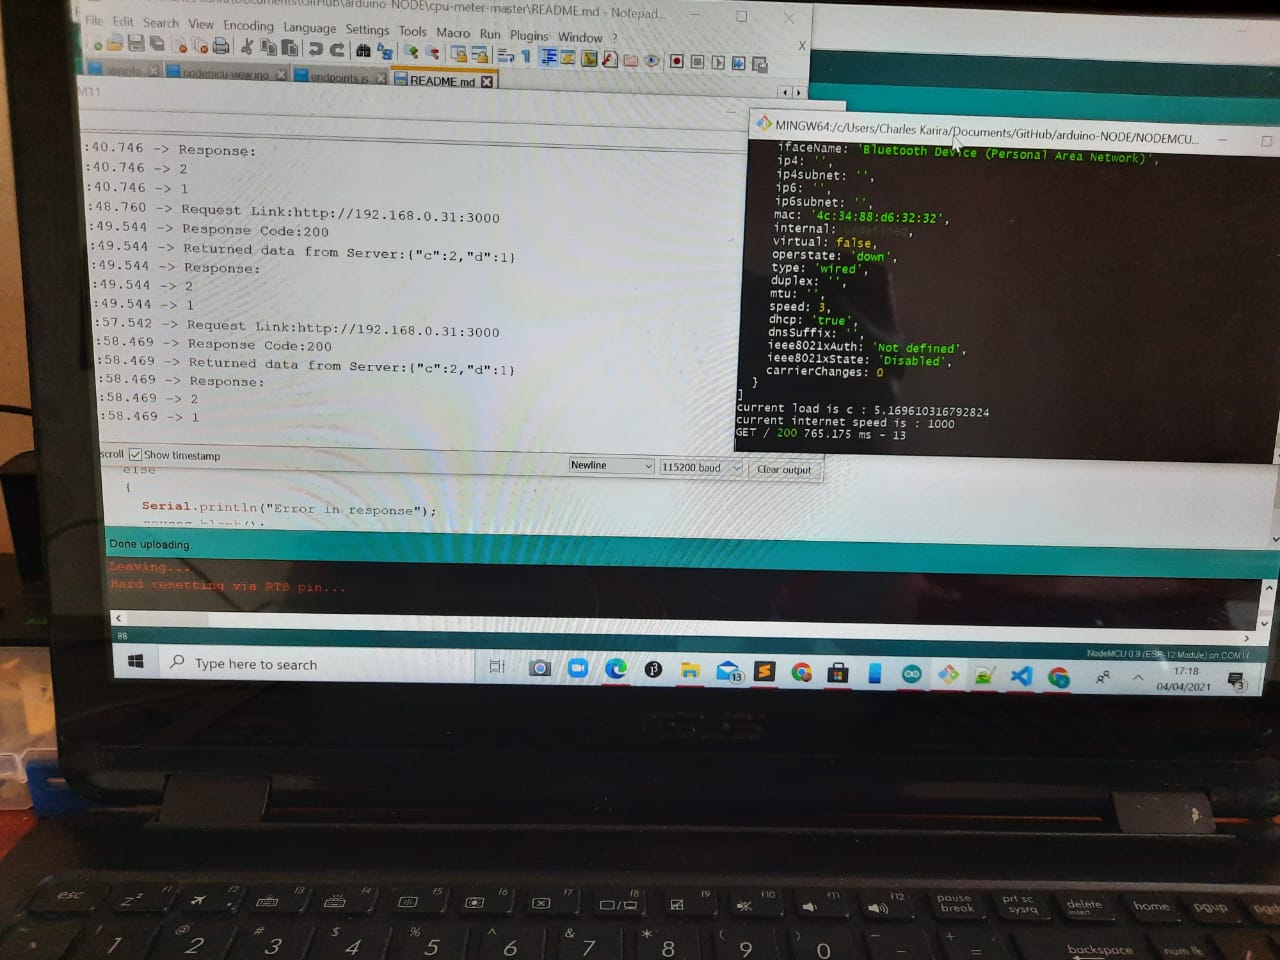 Documents\GitHub\arduino-NODE\cpu-meter-master\README.md - Notepad...
File Edit Search View Encoding Language Settings Tools Macro Run Plugins Window ?
X
nodemcu-view.ino endpoints.js README.md
M11
:40.746 -> Response:
:40.746 -> 2
:40.746 -> 1
:48.760 -> Request Link:http://192.168.0.31:3000
:49.544 -> Response Code:200
:49.544 -> Returned data from Server:{"c":2,"d":1}
:49.544 -> Response:
:49.544 -> 2
:49.544 -> 1
:57.542 -> Request Link:http://192.168.0.31:3000
:58.469 -> Response Code:200
:58.469 -> Returned data from Server:{"c":2,"d":1}
:58.469 -> Response:
:58.469 -> 2
:58.469 -> 1
scroll Show timestamp
Newline
115200 baud
Clear output
MINGW64:/c/Users/Charles Karira/Documents/GitHub/arduino-NODE/NODEMCU...
ifaceName: 'Bluetooth Device (Personal Area Network)',
ip4: '',
ip4subnet: '',
ip6: '',
ip6subnet: '',
mac: '4c:34:88:d6:32:32',
internal: undefined,
virtual: false,
operstate: 'down',
type: 'wired',
duplex: '',
mtu: '',
speed: 3,
dhcp: 'true',
dnsSuffix: '',
ieee8021xAuth: 'Not defined',
ieee8021xState: 'Disabled',
carrierChanges: 0
}
]
current load is c : 5.169610316792824
current internet speed is : 1000
GET / 200 765.175 ms - 13
else
{
Serial.println("Error in response");
Done uploading.
Leaving...
Hard resetting via RTS pin...
88
NodeMCU 0.9 (ESP-12 Module) on COM11
Type here to search
13
17:18
04/04/2021
3
esc z f1 f2 f3 f4 f5 f6 f7 f8 f9 f10 f11 f12 pause break prt sc sysrq delete insert home pgup
! 1 @ 2 # 3 $ 4 % 5 ^ 6 & 7 * 8 ( 9 ) 0 - + = backspace num lk